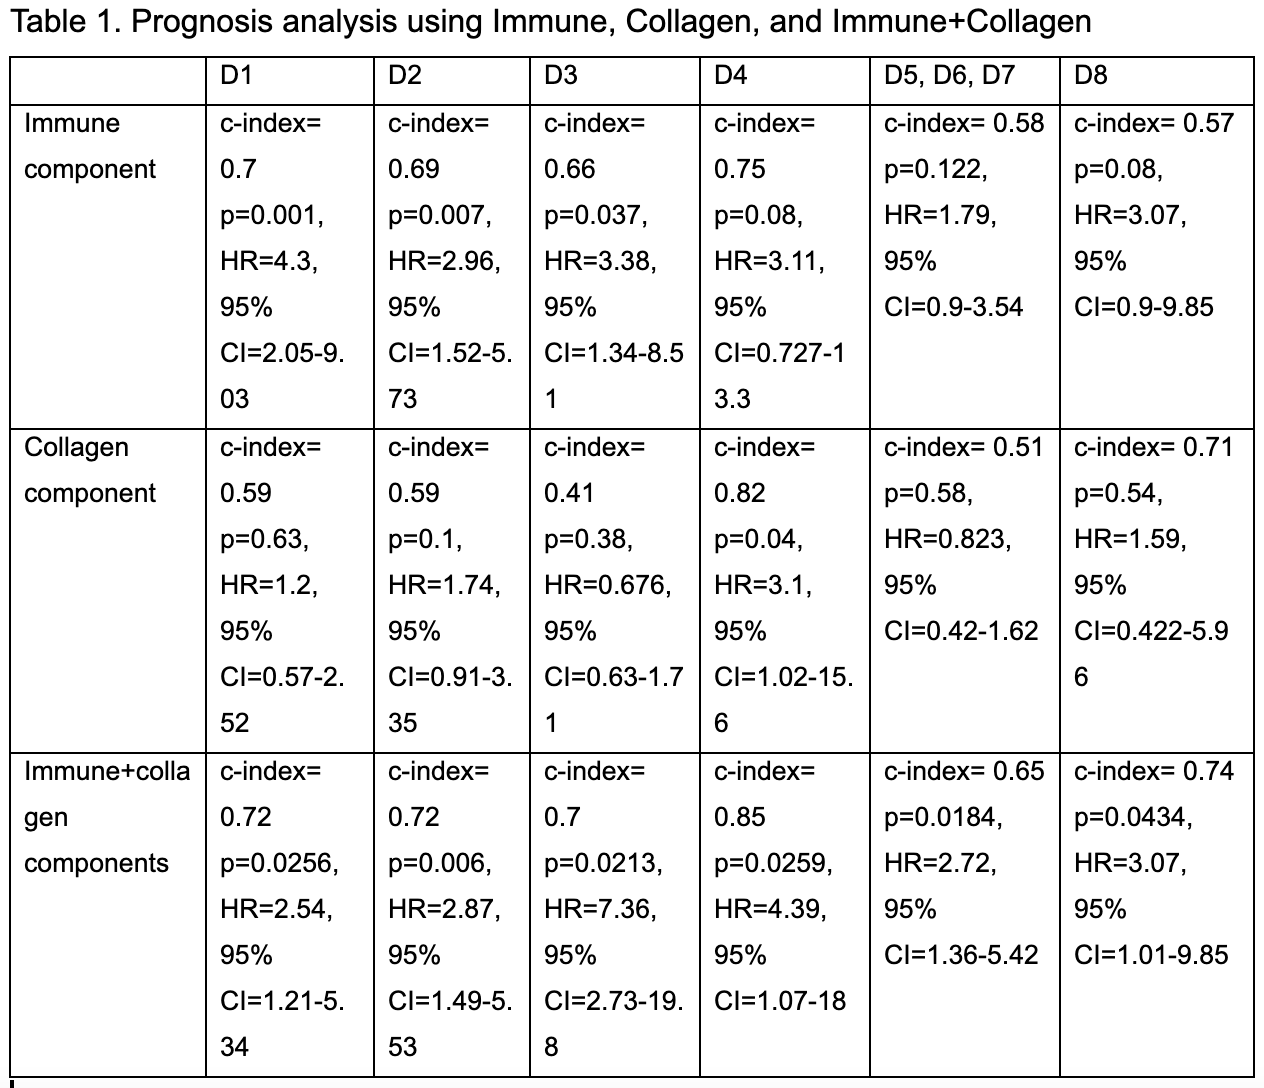 Table 1. Prognosis analysis using Immune, Collagen, and Immune+Collagen
D1
D2
D3
D4
D5, D6, D7
D8
Immune
component
c-index=
0.7
p=0.001,
HR=4.3,
95%
CI=2.05-9.
03
c-index=
0.69
p=0.007,
HR=2.96,
95%
CI=1.52-5.
73
c-index=
0.66
p=0.037,
HR=3.38,
95%
CI=1.34-8.5
1
c-index=
0.75
p=0.08,
HR=3.11,
95%
CI=0.727-1
3.3
c-index= 0.58
p=0.122,
HR=1.79,
95%
CI=0.9-3.54
c-index= 0.57
p=0.08,
HR=3.07,
95%
CI=0.9-9.85
Collagen
component
c-index=
0.59
p=0.63,
HR=1.2,
95%
CI=0.57-2.
52
c-index=
0.59
p=0.1,
HR=1.74,
95%
CI=0.91-3.
35
c-index=
0.41
p=0.38,
HR=0.676,
95%
CI=0.63-1.7
1
c-index=
0.82
p=0.04,
HR=3.1,
95%
CI=1.02-15.
6
c-index= 0.51
p=0.58,
HR=0.823,
95%
CI=0.42-1.62
c-index= 0.71
p=0.54,
HR=1.59,
95%
CI=0.422-5.9
6
Immune+colla
gen
components
c-index=
0.72
p=0.0256,
HR=2.54,
95%
CI=1.21-5.
34
c-index=
0.72
p=0.006,
HR=2.87,
95%
CI=1.49-5.
53
c-index=
0.7
p=0.0213,
HR=7.36,
95%
CI=2.73-19.
8
c-index=
0.85
p=0.0259,
HR=4.39,
95%
CI=1.07-18
c-index= 0.65
p=0.0184,
HR=2.72,
95%
CI=1.36-5.42
c-index= 0.74
p=0.0434,
HR=3.07,
95%
CI=1.01-9.85